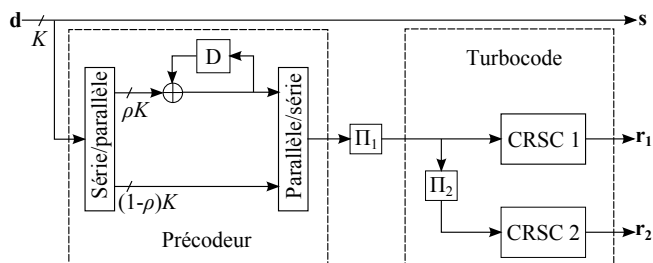 d
K
s
Série/parallèle
ρK
(1-ρ)K
D
Parallèle/série
Précodeur
Π1
Turbocode
Π2
CRSC 1
r1
CRSC 2
r2